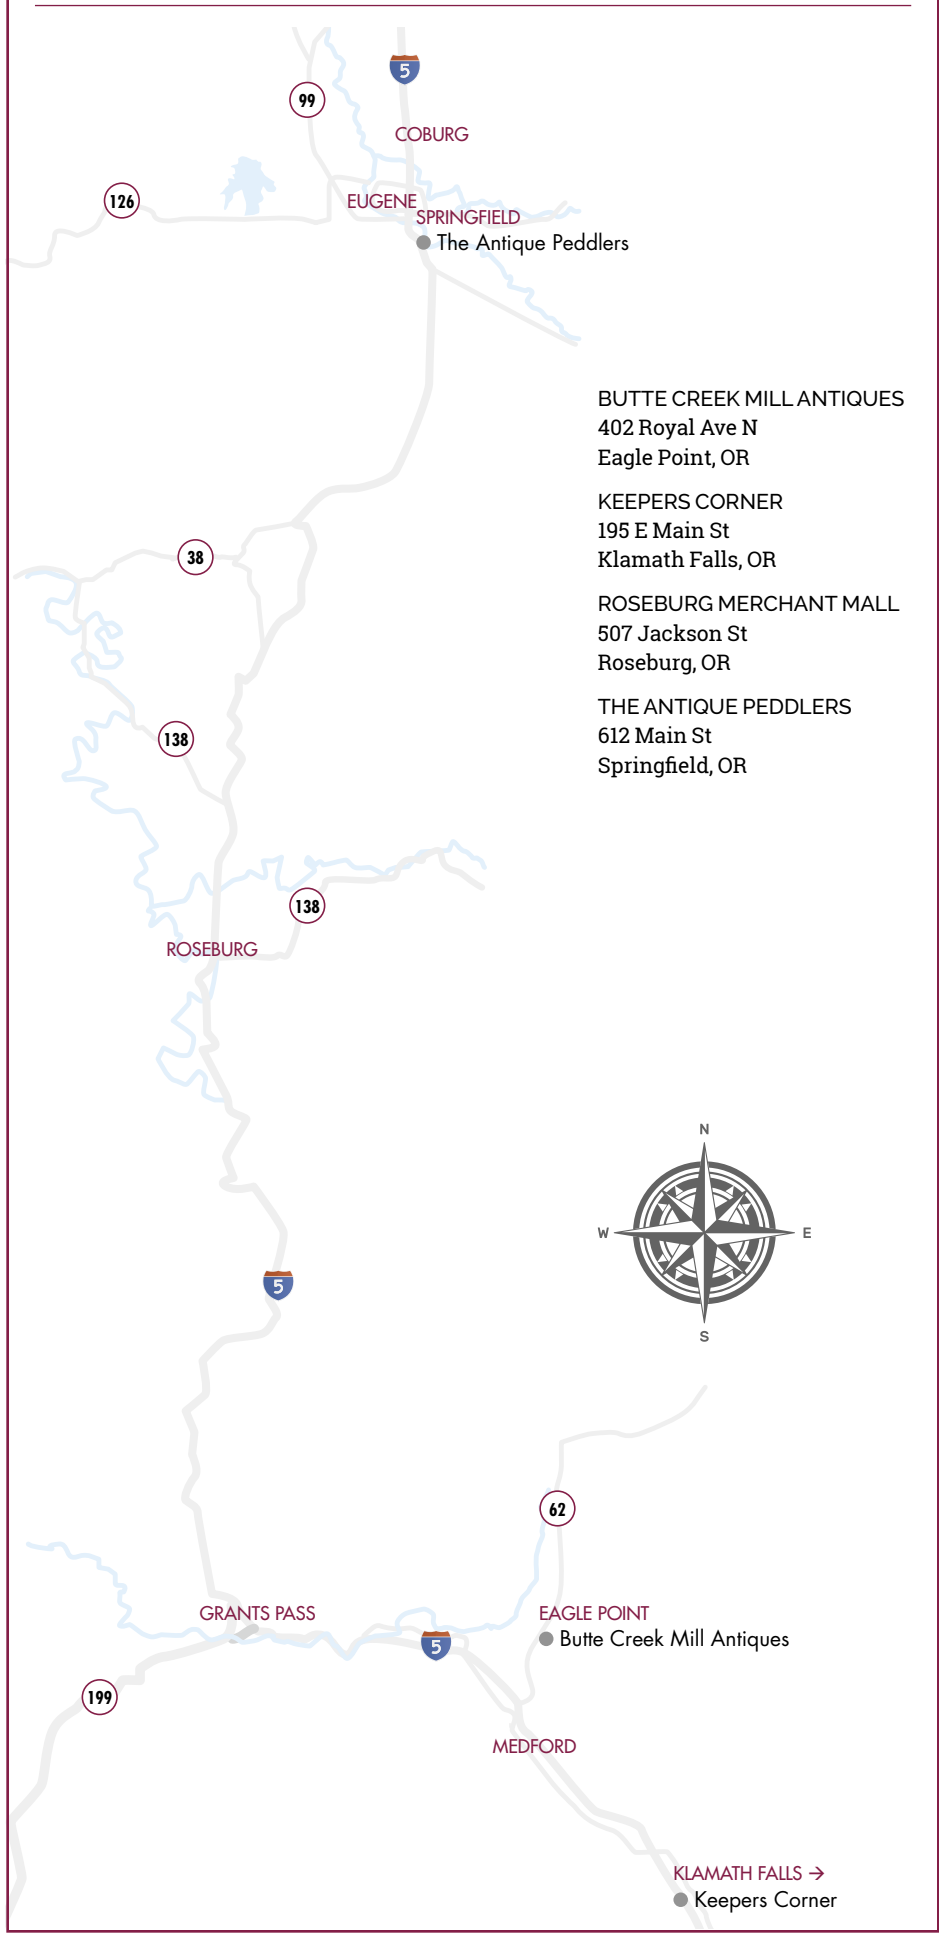 5
99
COBURG
126
EUGENE
SPRINGFIELD
The Antique Peddlers
BUTTE CREEK MILL ANTIQUES
402 Royal Ave N
Eagle Point, OR
KEEPERS CORNER
195 E Main St
Klamath Falls, OR
ROSEBURG MERCHANT MALL
507 Jackson St
Roseburg, OR
THE ANTIQUE PEDDLERS
612 Main St
Springfield, OR
38
138
138
ROSEBURG
N
W
E
S
5
62
GRANTS PASS
EAGLE POINT
5
Butte Creek Mill Antiques
199
MEDFORD
KLAMATH FALLS →
Keepers Corner